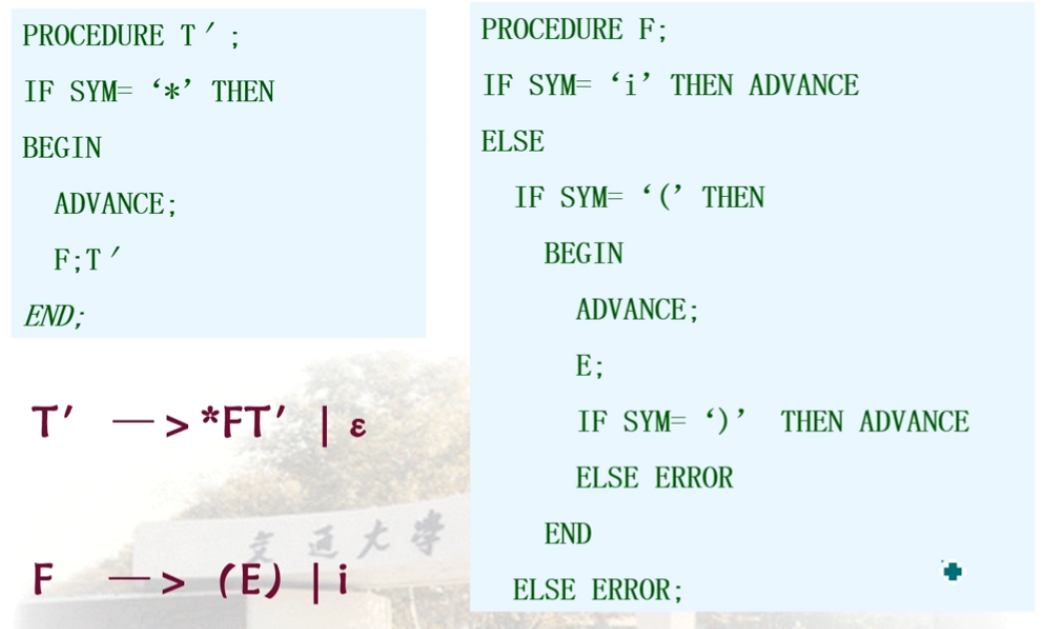 PROCEDURE T′;
IF SYM= ‘*’ THEN
BEGIN
ADVANCE;
F;T′
END;
T′ —>*FT′ | ε
F —> (E) | i
PROCEDURE F;
IF SYM= ‘i’ THEN ADVANCE
ELSE
IF SYM= ‘(’ THEN
BEGIN
ADVANCE;
E;
IF SYM= ‘)’ THEN ADVANCE
ELSE ERROR
END
ELSE ERROR;
交通大学